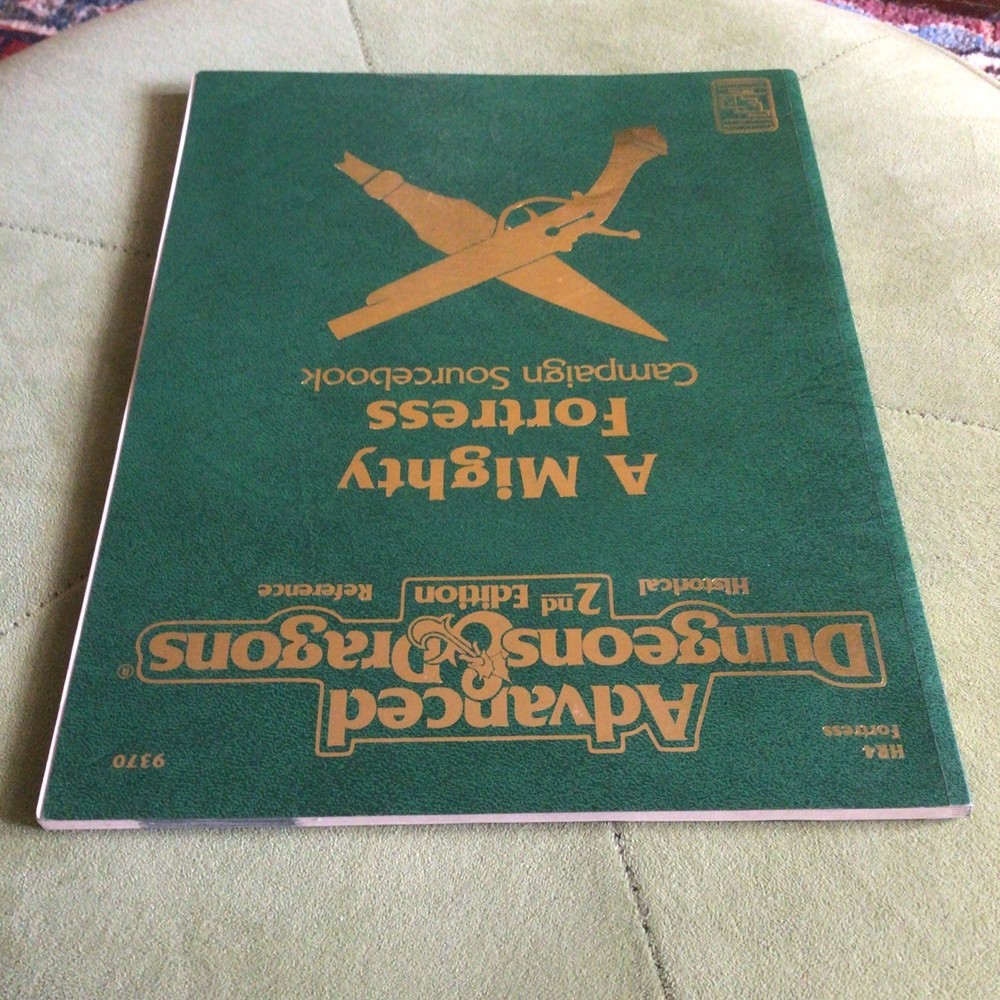 HR4
Fortress
9370
Advanced
Dungeons & Dragons®
Historical 2nd Edition Reference
A Mighty
Fortress
Campaign Sourcebook